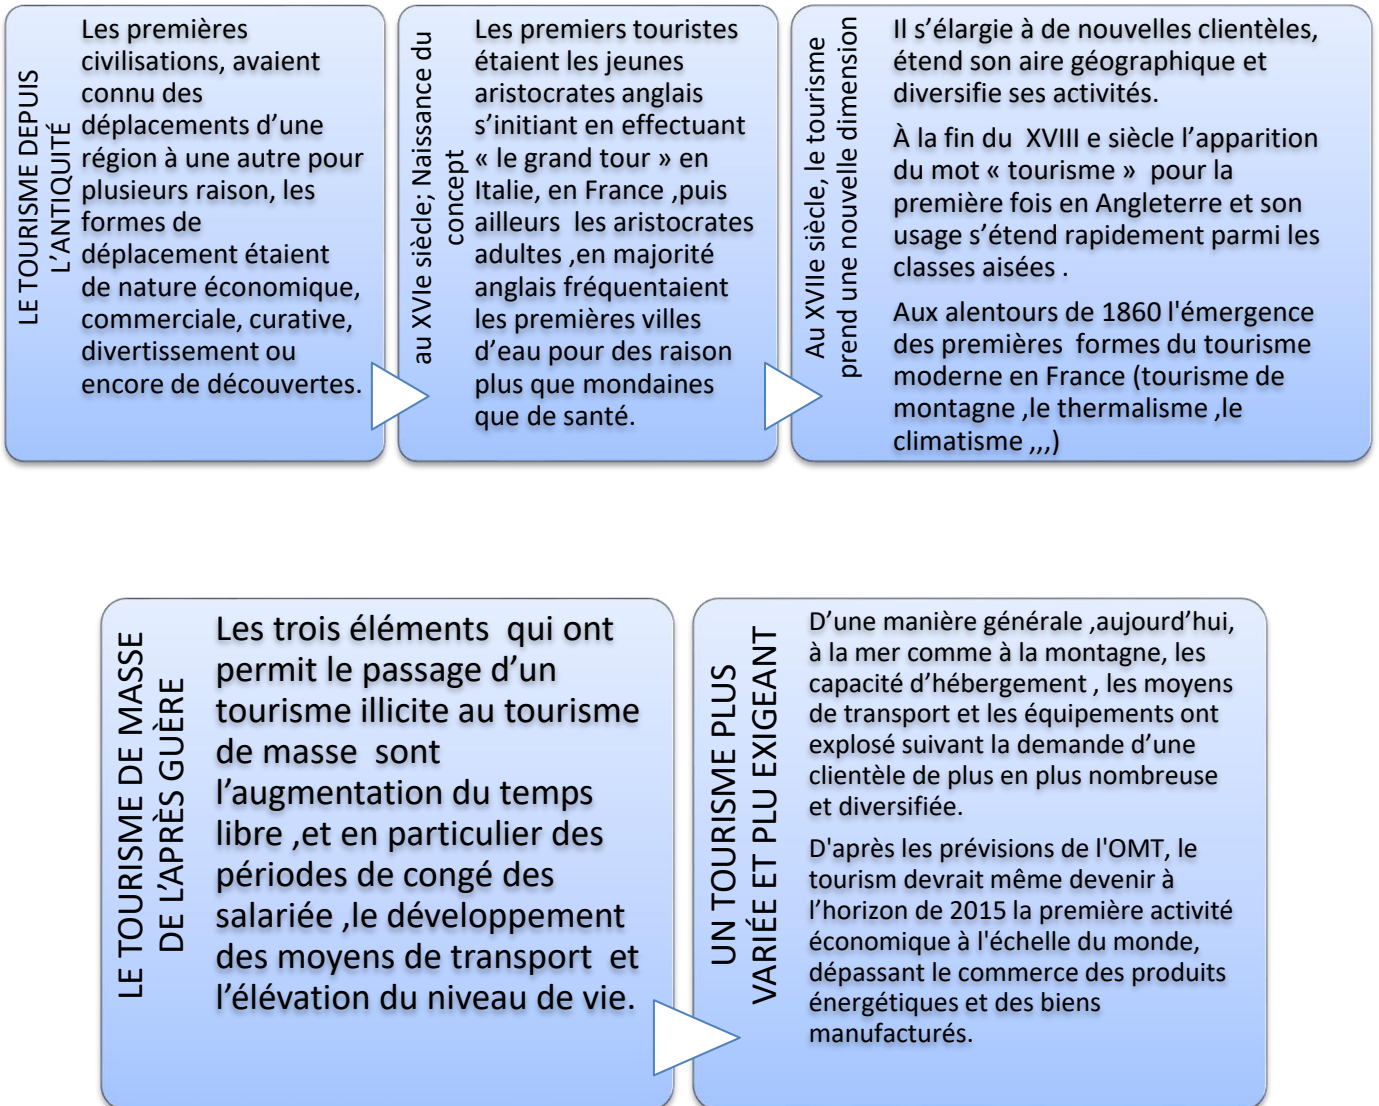 LE TOURISME DEPUIS
L’ANTIQUITÉ
Les premières
civilisations, avaient
connu des
déplacements d’une
région à une autre pour
plusieurs raison, les
formes de
déplacement étaient
de nature économique,
commerciale, curative,
divertissement ou
encore de découvertes.
au XVIe siècle; Naissance du
concept
Les premiers touristes
étaient les jeunes
aristocrates anglais
s’initiant en effectuant
« le grand tour » en
Italie, en France ,puis
ailleurs les aristocrates
adultes ,en majorité
anglais fréquentaient
les premières villes
d’eau pour des raison
plus que mondaines
que de santé.
Au XVIIe siècle, le tourisme
prend une nouvelle dimension
Il s’élargie à de nouvelles clientèles,
étend son aire géographique et
diversifie ses activités.
À la fin du XVIII e siècle l’apparition
du mot « tourisme » pour la
première fois en Angleterre et son
usage s’étend rapidement parmi les
classes aisées .
Aux alentours de 1860 l'émergence
des premières formes du tourisme
moderne en France (tourisme de
montagne ,le thermalisme ,le
climatisme ,,,)
LE TOURISME DE MASSE
DE L’APRÈS GUÈRE
Les trois éléments qui ont
permit le passage d’un
tourisme illicite au tourisme
de masse sont
l’augmentation du temps
libre ,et en particulier des
périodes de congé des
salariée ,le développement
des moyens de transport et
l’élévation du niveau de vie.
UN TOURISME PLUS
VARIÉE ET PLU EXIGEANT
D’une manière générale ,aujourd’hui,
à la mer comme à la montagne, les
capacité d’hébergement , les moyens
de transport et les équipements ont
explosé suivant la demande d’une
clientèle de plus en plus nombreuse
et diversifiée.
D'après les prévisions de l'OMT, le
tourism devrait même devenir à
l’horizon de 2015 la première activité
économique à l'échelle du monde,
dépassant le commerce des produits
énergétiques et des biens
manufacturés.